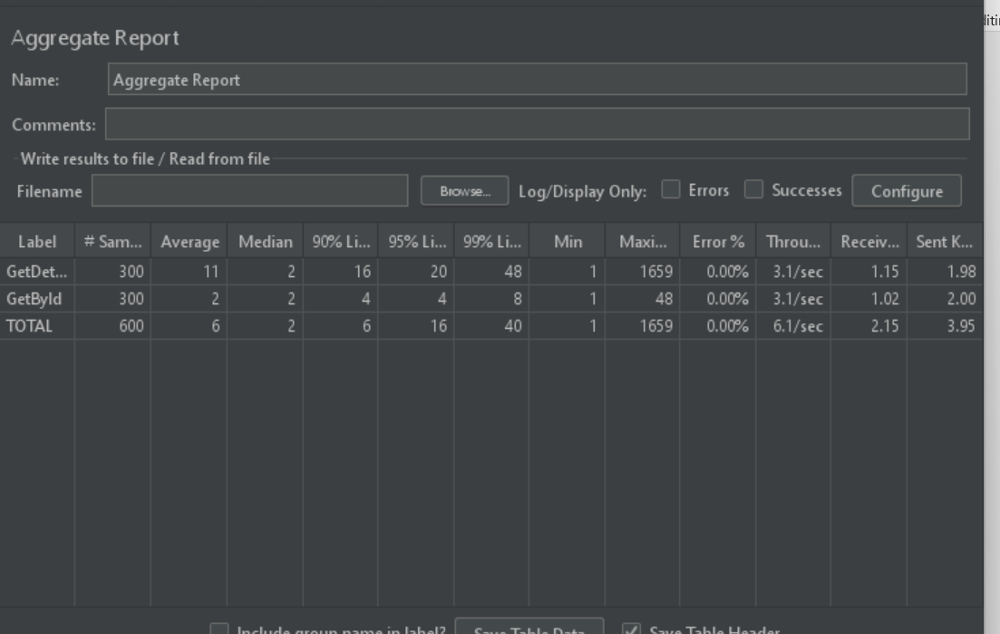 diti
Aggregate Report
Name: Aggregate Report
Comments:
Write results to file / Read from file
Filename Browse... Log/Display Only: Errors Successes Configure
Label # Sam... Average Median 90% Li... 95% Li... 99% Li... Min Maxi... Error % Throu... Receiv... Sent K...
GetDet... 300 11 2 16 20 48 1 1659 0.00% 3.1/sec 1.15 1.98
GetById 300 2 2 4 4 8 1 48 0.00% 3.1/sec 1.02 2.00
TOTAL 600 6 2 6 16 40 1 1659 0.00% 6.1/sec 2.15 3.95
Include group name in label? Save Table Data Save Table Header